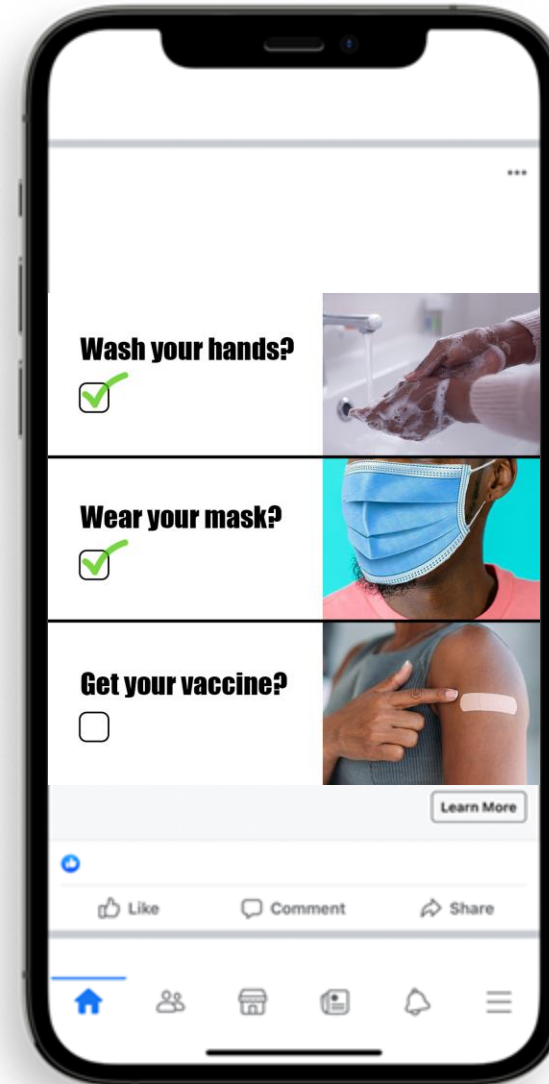 Wash your hands?
Wear your mask?
Get your vaccine?
Learn More
Like Comment Share